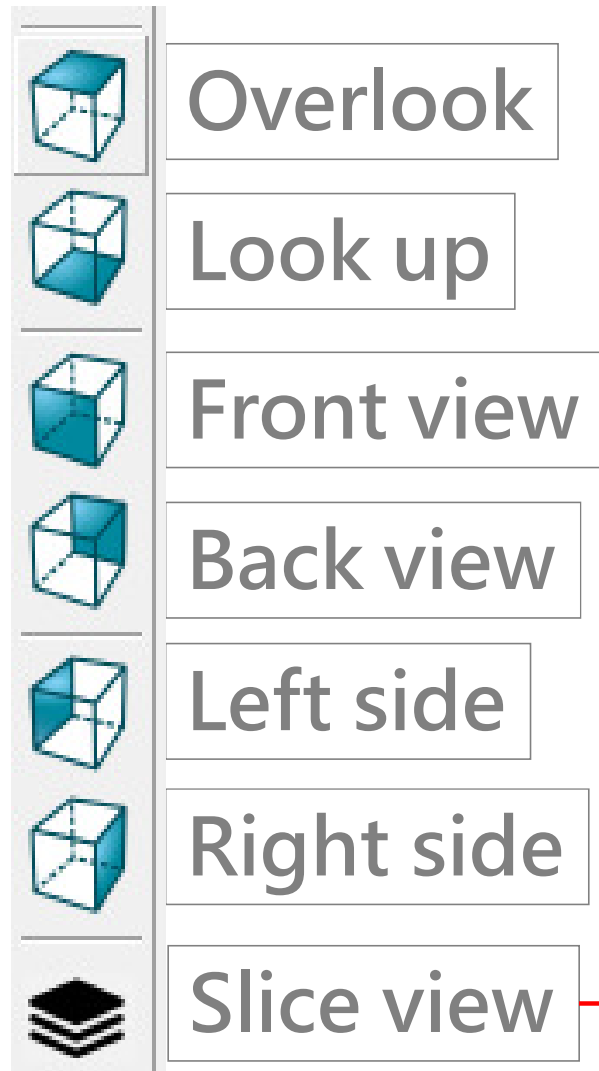 Overlook
Look up
Front view
Back view
Left side
Right side
Slice view